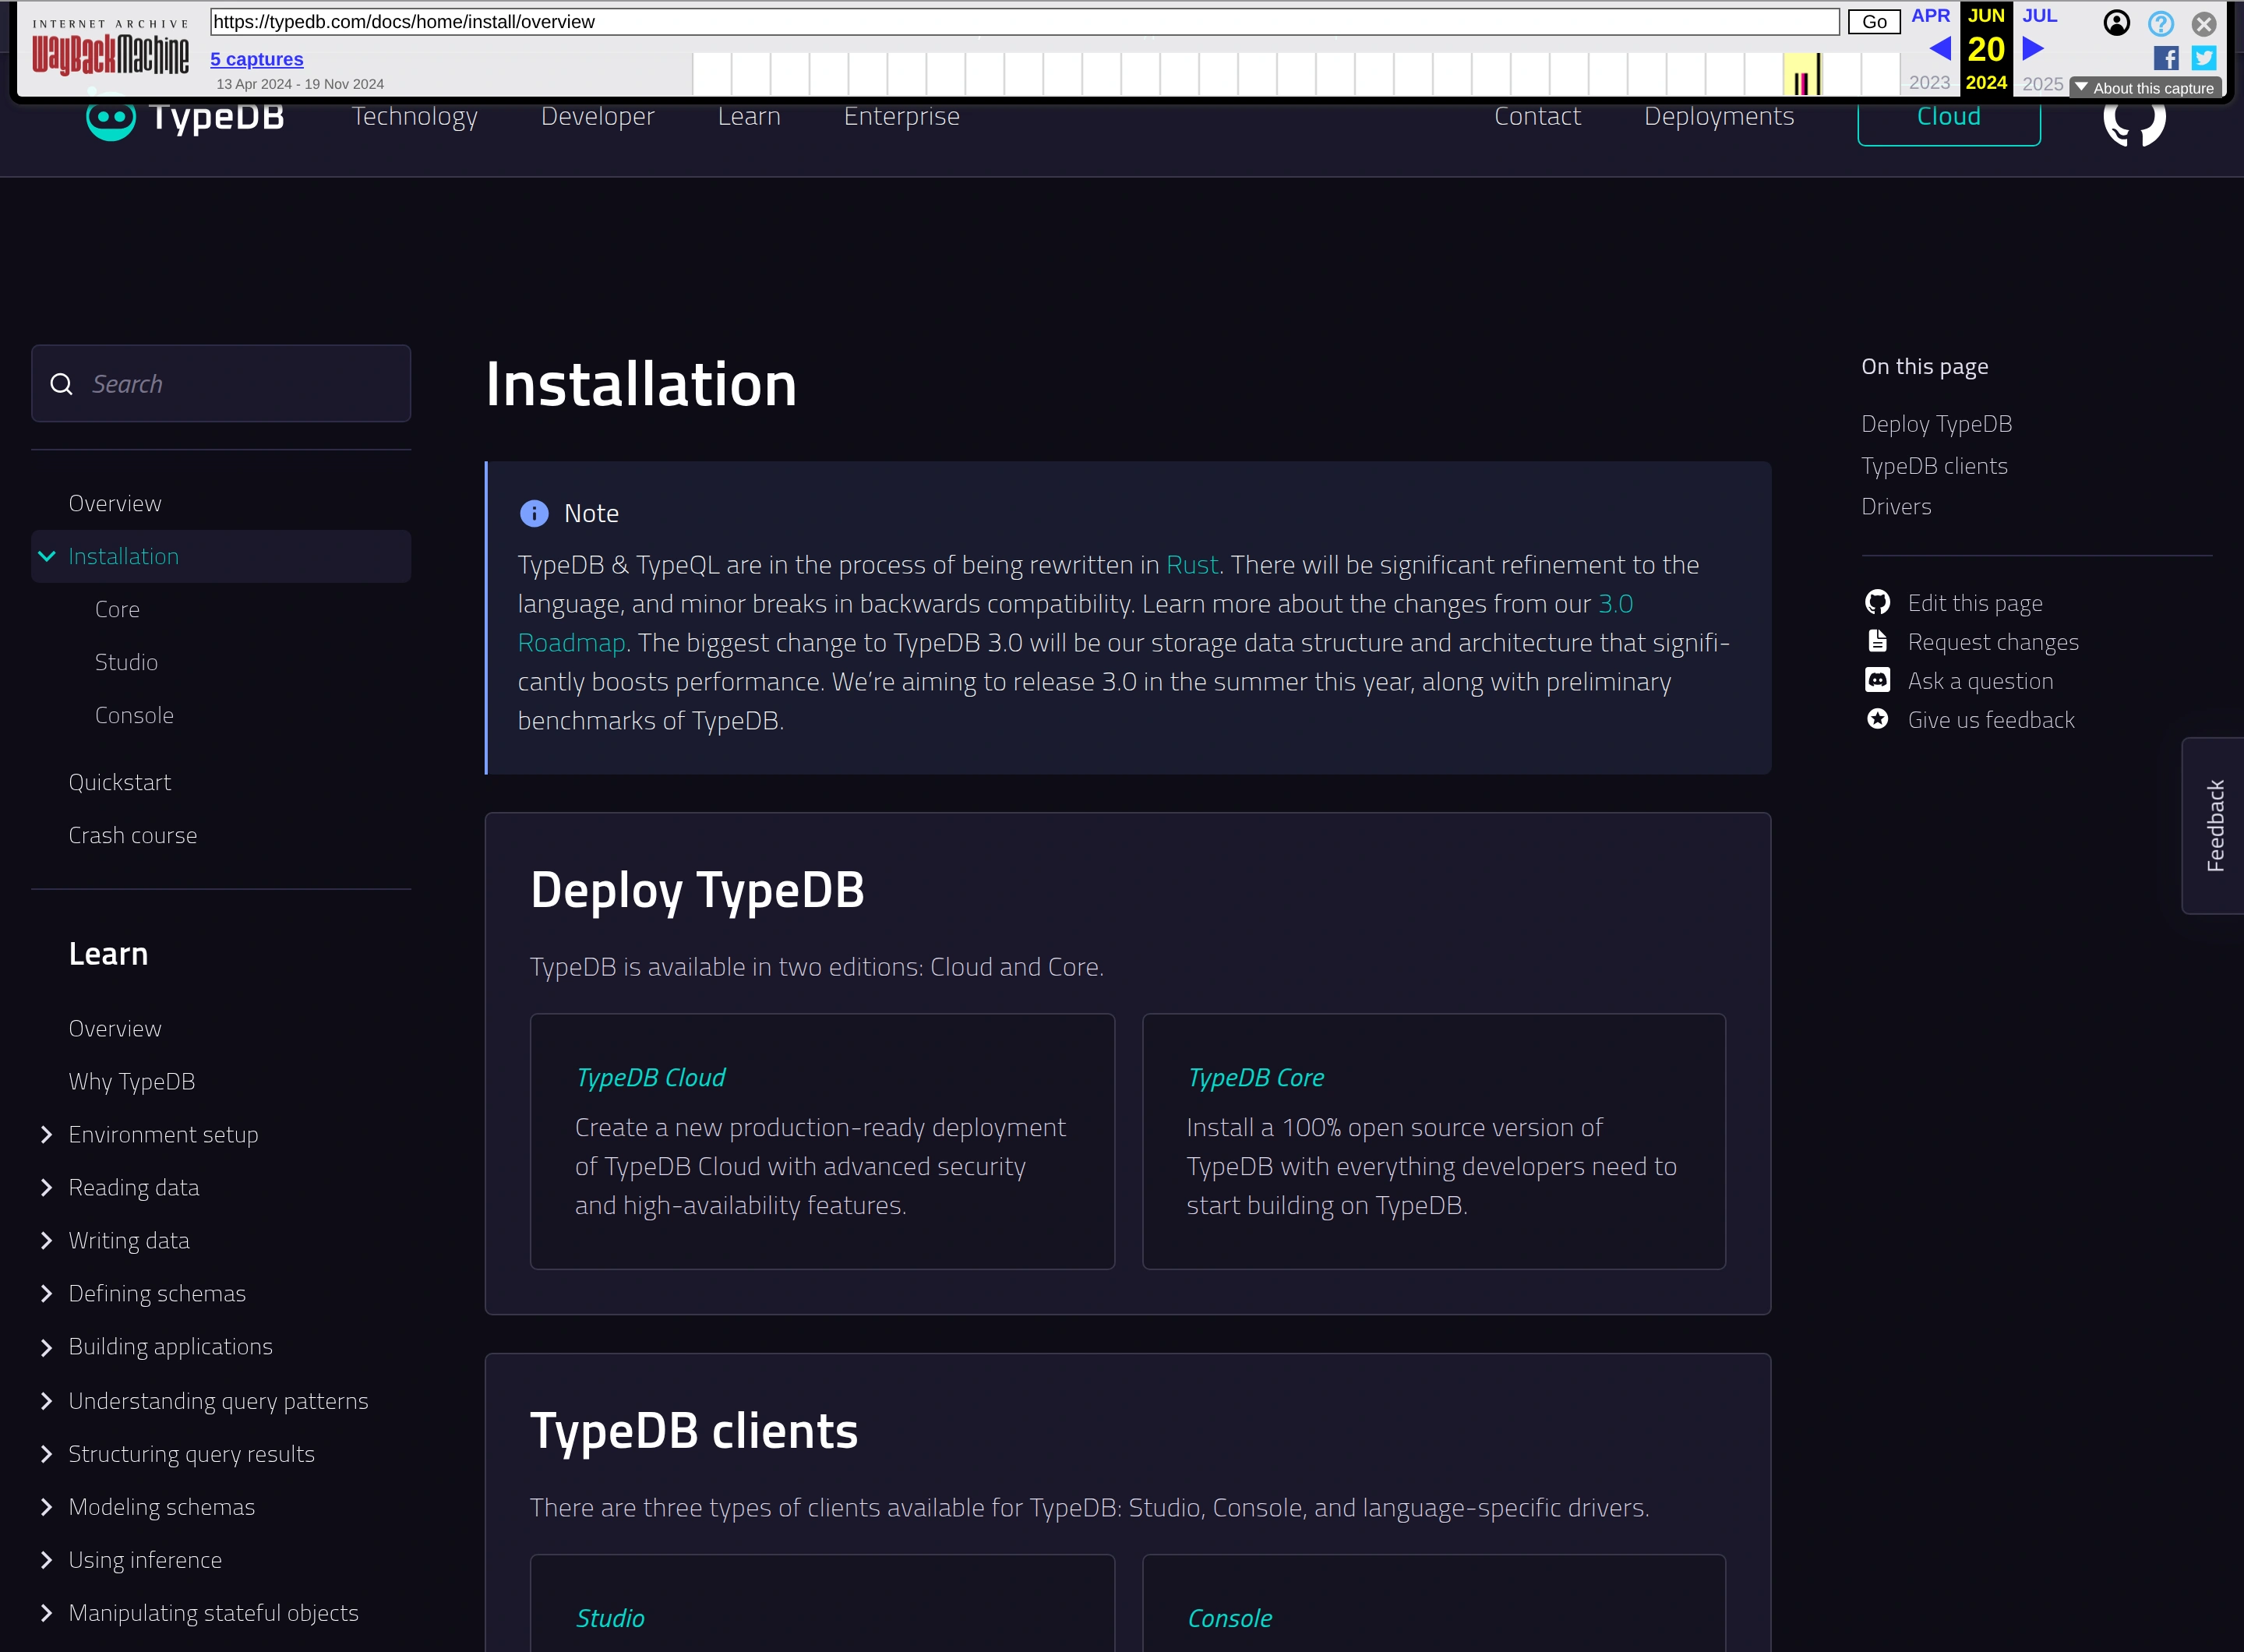 INTERNET ARCHIVE
WayBackMachine
https://typedb.com/docs/home/install/overview
Go
APR
JUN
JUL
5 captures
20
13 Apr 2024 - 19 Nov 2024
2023
2024
2025
About this capture
TypeDB
Technology
Developer
Learn
Enterprise
Contact
Deployments
Cloud
Search
Overview
Installation
Core
Studio
Console
Quickstart
Crash course
Learn
Overview
Why TypeDB
Environment setup
Reading data
Writing data
Defining schemas
Building applications
Understanding query patterns
Structuring query results
Modeling schemas
Using inference
Manipulating stateful objects
Installation
Note
TypeDB & TypeQL are in the process of being rewritten in Rust. There will be significant refinement to the
language, and minor breaks in backwards compatibility. Learn more about the changes from our 3.0
Roadmap. The biggest change to TypeDB 3.0 will be our storage data structure and architecture that signifi-
cantly boosts performance. We’re aiming to release 3.0 in the summer this year, along with preliminary
benchmarks of TypeDB.
Deploy TypeDB
TypeDB is available in two editions: Cloud and Core.
TypeDB Cloud
Create a new production-ready deployment
of TypeDB Cloud with advanced security
and high-availability features.
TypeDB Core
Install a 100% open source version of
TypeDB with everything developers need to
start building on TypeDB.
TypeDB clients
There are three types of clients available for TypeDB: Studio, Console, and language-specific drivers.
Studio
Console
On this page
Deploy TypeDB
TypeDB clients
Drivers
Edit this page
Request changes
Ask a question
Give us feedback
Feedback